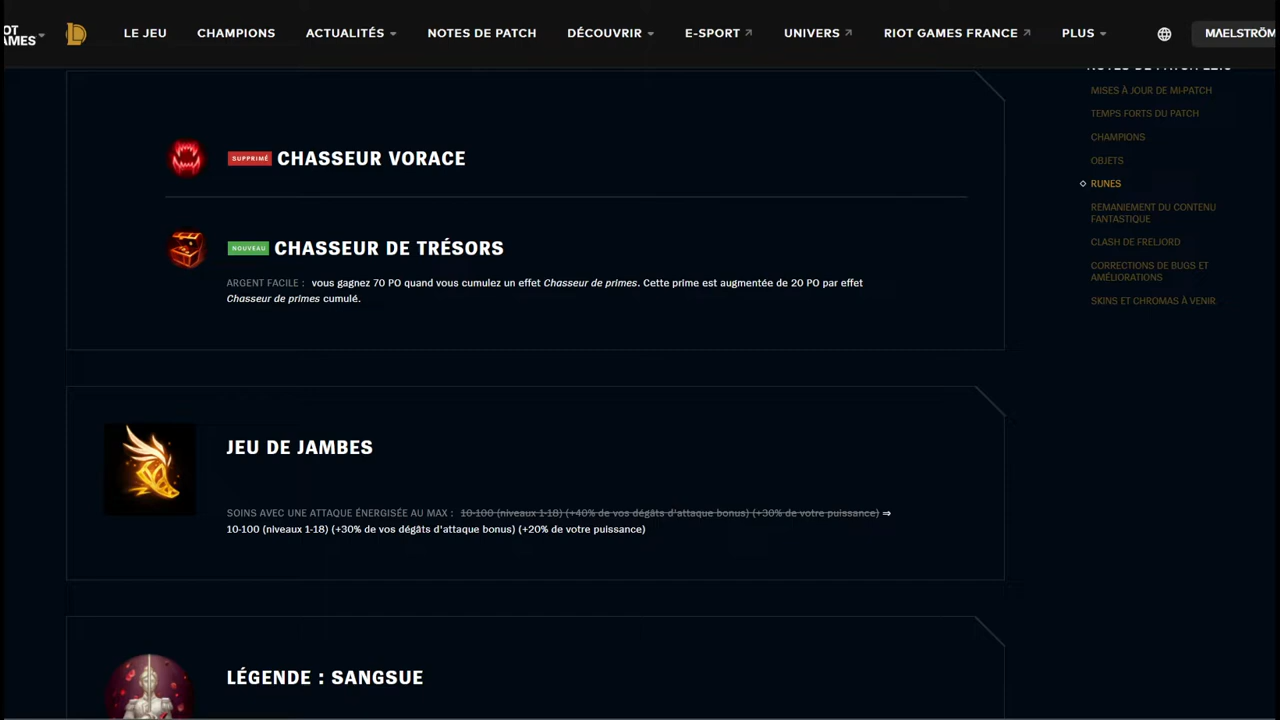 OT
AMES
LE JEU
CHAMPIONS
ACTUALITÉS
NOTES DE PATCH
DÉCOUVRIR
E-SPORT
UNIVERS
RIOT GAMES FRANCE
PLUS
MAELSTRÖM
MISES À JOUR DE MI-PATCH
TEMPS FORTS DU PATCH
CHAMPIONS
OBJETS
RUNES
REMANIEMENT DU CONTENU
FANTASTIQUE
CLASH DE FRELJORD
CORRECTIONS DE BUGS ET
AMÉLIORATIONS
SKINS ET CHROMAS À VENIR
SUPPRIMÉ CHASSEUR VORACE
NOUVEAU CHASSEUR DE TRÉSORS
ARGENT FACILE : vous gagnez 70 PO quand vous cumulez un effet Chasseur de primes. Cette prime est augmentée de 20 PO par effet
Chasseur de primes cumulé.
JEU DE JAMBES
SOINS AVEC UNE ATTAQUE ÉNERGISÉE AU MAX : 10-100 (niveaux 1-18) (+40% de vos dégâts d'attaque bonus) (+30% de votre puissance) ⇒
10-100 (niveaux 1-18) (+30% de vos dégâts d'attaque bonus) (+20% de votre puissance)
LÉGENDE : SANGSUE